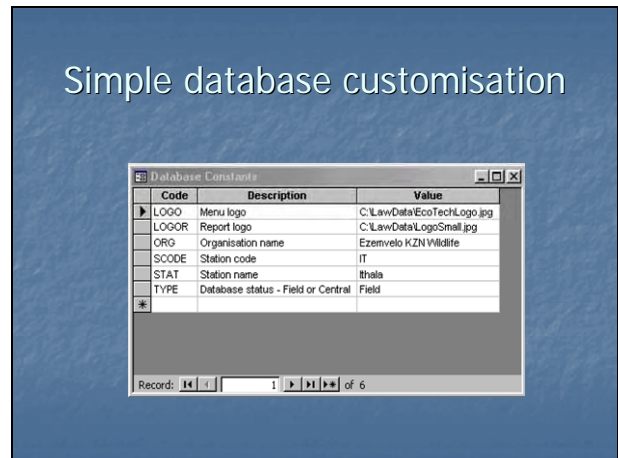 Simple database customisation
Database Constants
Code Description Value
LOGO Menu logo C:\LawData\EcoTechLogo.jpg
LOGOR Report logo C:\LawData\LogoSmall.jpg
ORG Organisation name Ezemvelo KZN Wildlife
SCODE Station code IT
STAT Station name Ithala
TYPE Database status - Field or Central Field
Record: 1 of 6